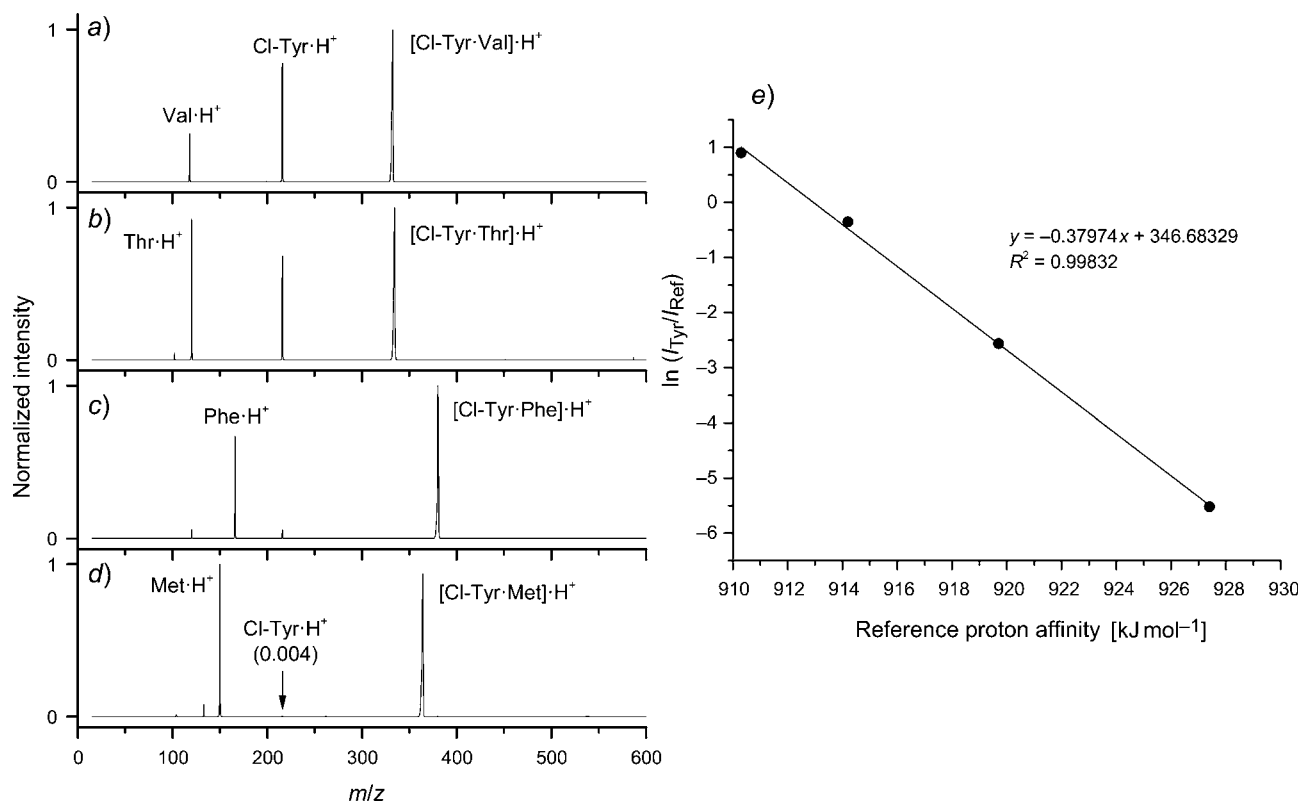 a)
1
0
Val·H⁺
Cl-Tyr·H⁺
[Cl-Tyr·Val]·H⁺
b)
1
0
Thr·H⁺
[Cl-Tyr·Thr]·H⁺
c)
1
0
Phe·H⁺
[Cl-Tyr·Phe]·H⁺
d)
1
0
Met·H⁺
Cl-Tyr·H⁺
(0.004)
[Cl-Tyr·Met]·H⁺
Normalized intensity
0 100 200 300 400 500 600
m/z
e)
1
0
–1
–2
–3
–4
–5
–6
ln (I_Tyr/I_Ref)
y = –0.37974x + 346.68329
R² = 0.99832
910 912 914 916 918 920 922 924 926 928 930
Reference proton affinity [kJ mol⁻¹]